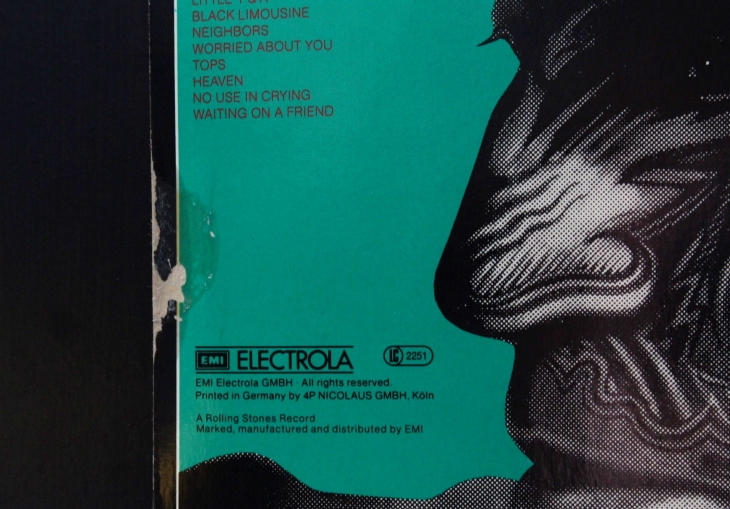 BLACK LIMOUSINE
NEIGHBORS
WORRIED ABOUT YOU
TOPS
HEAVEN
NO USE IN CRYING
WAITING ON A FRIEND
EMI ELECTROLA LC 2251
EMI Electrola GMBH · All rights reserved.
Printed in Germany by 4P NICOLAUS GMBH, Köln
A Rolling Stones Record
Marked, manufactured and distributed by EMI